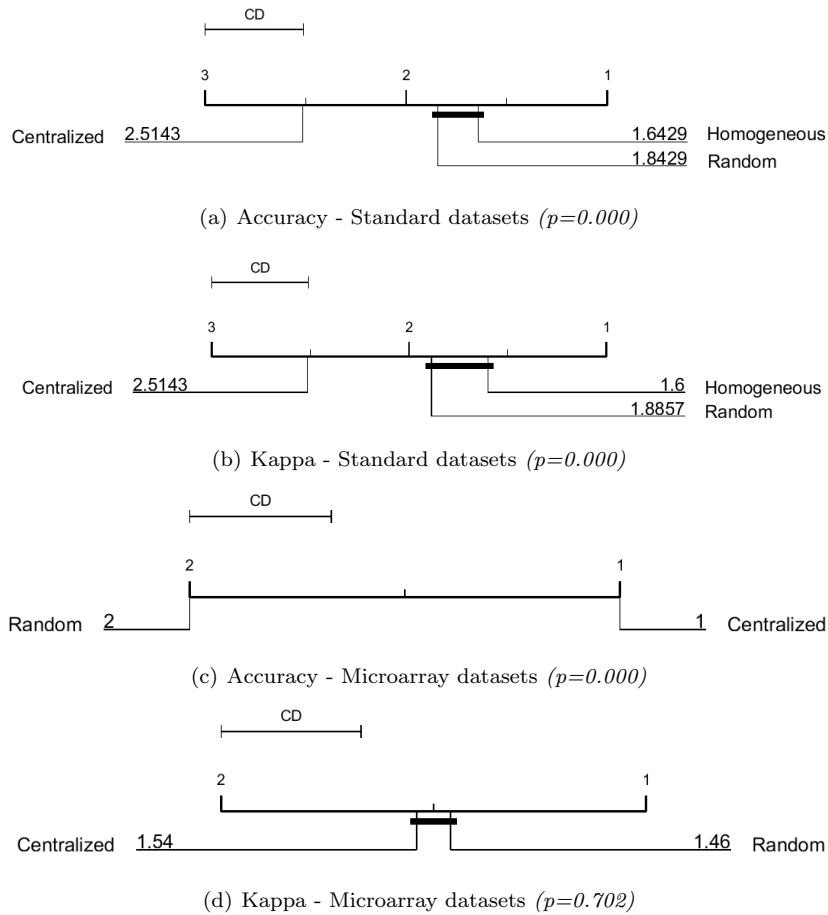 CD
3 2 1
Centralized 2.5143 1.6429 Homogeneous
1.8429 Random
(a) Accuracy - Standard datasets (p=0.000)
CD
3 2 1
Centralized 2.5143 1.6 Homogeneous
1.8857 Random
(b) Kappa - Standard datasets (p=0.000)
CD
2 1
Random 2 1 Centralized
(c) Accuracy - Microarray datasets (p=0.000)
CD
2 1
Centralized 1.54 1.46 Random
(d) Kappa - Microarray datasets (p=0.702)